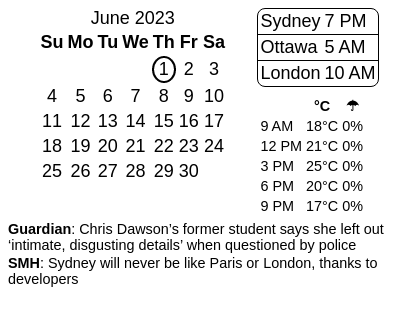 June 2023
Su Mo Tu We Th Fr Sa
1 2 3
4 5 6 7 8 9 10
11 12 13 14 15 16 17
18 19 20 21 22 23 24
25 26 27 28 29 30
Sydney 7 PM
Ottawa 5 AM
London 10 AM
°C ☂
9 AM 18°C 0%
12 PM 21°C 0%
3 PM 25°C 0%
6 PM 20°C 0%
9 PM 17°C 0%
Guardian: Chris Dawson’s former student says she left out
‘intimate, disgusting details’ when questioned by police
SMH: Sydney will never be like Paris or London, thanks to
developers